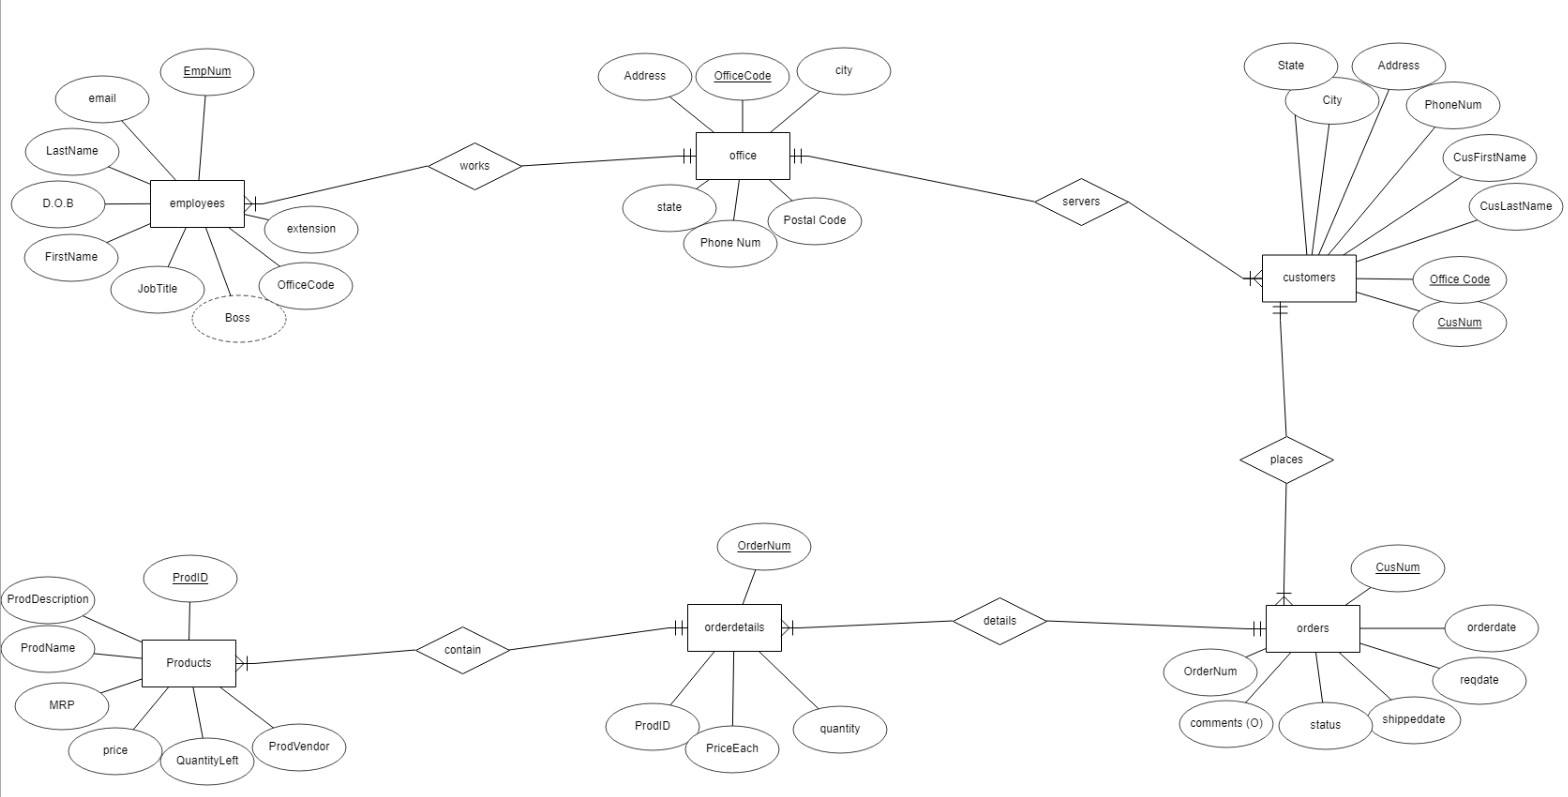 EmpNum
email
LastName
D.O.B
FirstName
JobTitle
Boss
OfficeCode
extension
employees
works
Address
OfficeCode
city
office
state
Phone Num
Postal Code
servers
State
City
Address
PhoneNum
CusFirstName
CusLastName
Office Code
CusNum
customers
places
ProdID
ProdDescription
ProdName
MRP
price
QuantityLeft
ProdVendor
Products
contain
OrderNum
orderdetails
ProdID
PriceEach
quantity
details
CusNum
orders
orderdate
reqdate
shippeddate
status
comments (O)
OrderNum